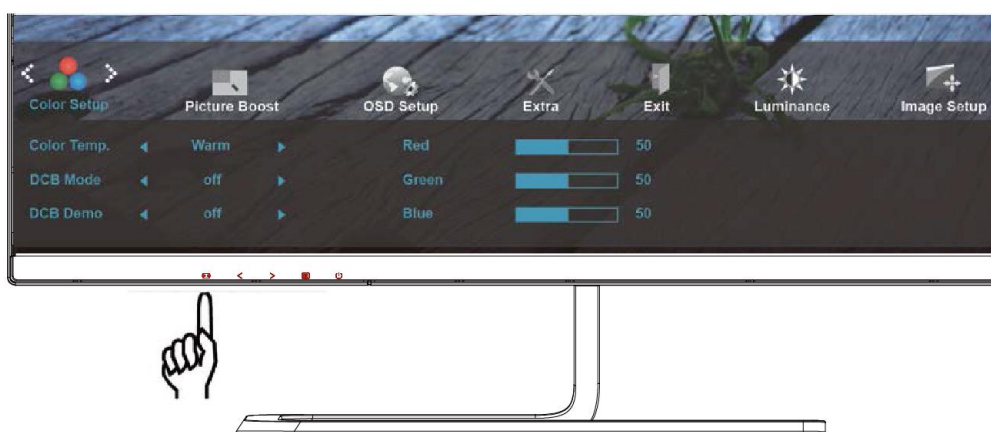 Color Setup Picture Boost OSD Setup Extra Exit Luminance Image Setup
Color Temp. Warm Red 50
DCB Mode off Green 50
DCB Demo off Blue 50